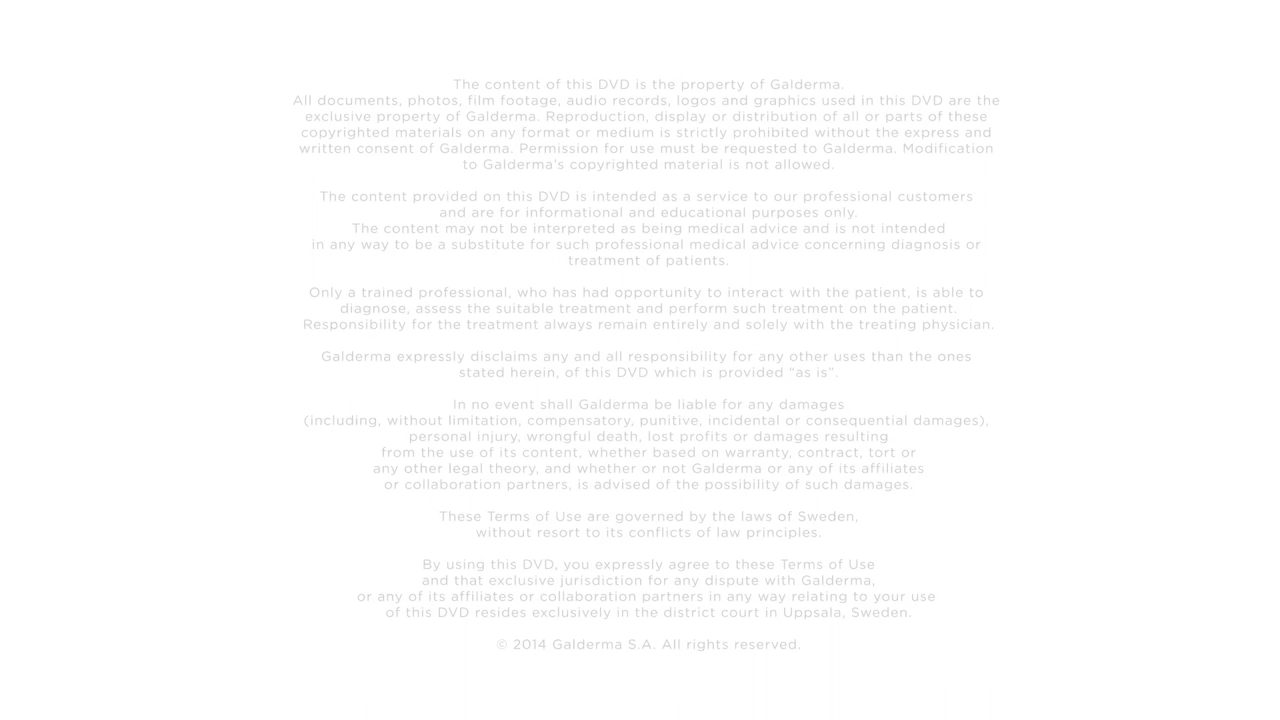 The content of this DVD is the property of Galderma.
All documents, photos, film footage, audio records, logos and graphics used in this DVD are the
exclusive property of Galderma. Reproduction, display or distribution of all or parts of these
copyrighted materials on any format or medium is strictly prohibited without the express and
written consent of Galderma. Permission for use must be requested to Galderma. Modification
to Galderma's copyrighted material is not allowed.
The content provided on this DVD is intended as a service to our professional customers
and are for informational and educational purposes only.
The content may not be interpreted as being medical advice and is not intended
in any way to be a substitute for such professional medical advice concerning diagnosis or
treatment of patients.
Only a trained professional, who has had opportunity to interact with the patient, is able to
diagnose, assess the suitable treatment and perform such treatment on the patient.
Responsibility for the treatment always remain entirely and solely with the treating physician.
Galderma expressly disclaims any and all responsibility for any other uses than the ones
stated herein, of this DVD which is provided “as is”.
In no event shall Galderma be liable for any damages
(including, without limitation, compensatory, punitive, incidental or consequential damages),
personal injury, wrongful death, lost profits or damages resulting
from the use of its content, whether based on warranty, contract, tort or
any other legal theory, and whether or not Galderma or any of its affiliates
or collaboration partners, is advised of the possibility of such damages.
These Terms of Use are governed by the laws of Sweden,
without resort to its conflicts of law principles.
By using this DVD, you expressly agree to these Terms of Use
and that exclusive jurisdiction for any dispute with Galderma,
or any of its affiliates or collaboration partners in any way relating to your use
of this DVD resides exclusively in the district court in Uppsala, Sweden.
© 2014 Galderma S.A. All rights reserved.